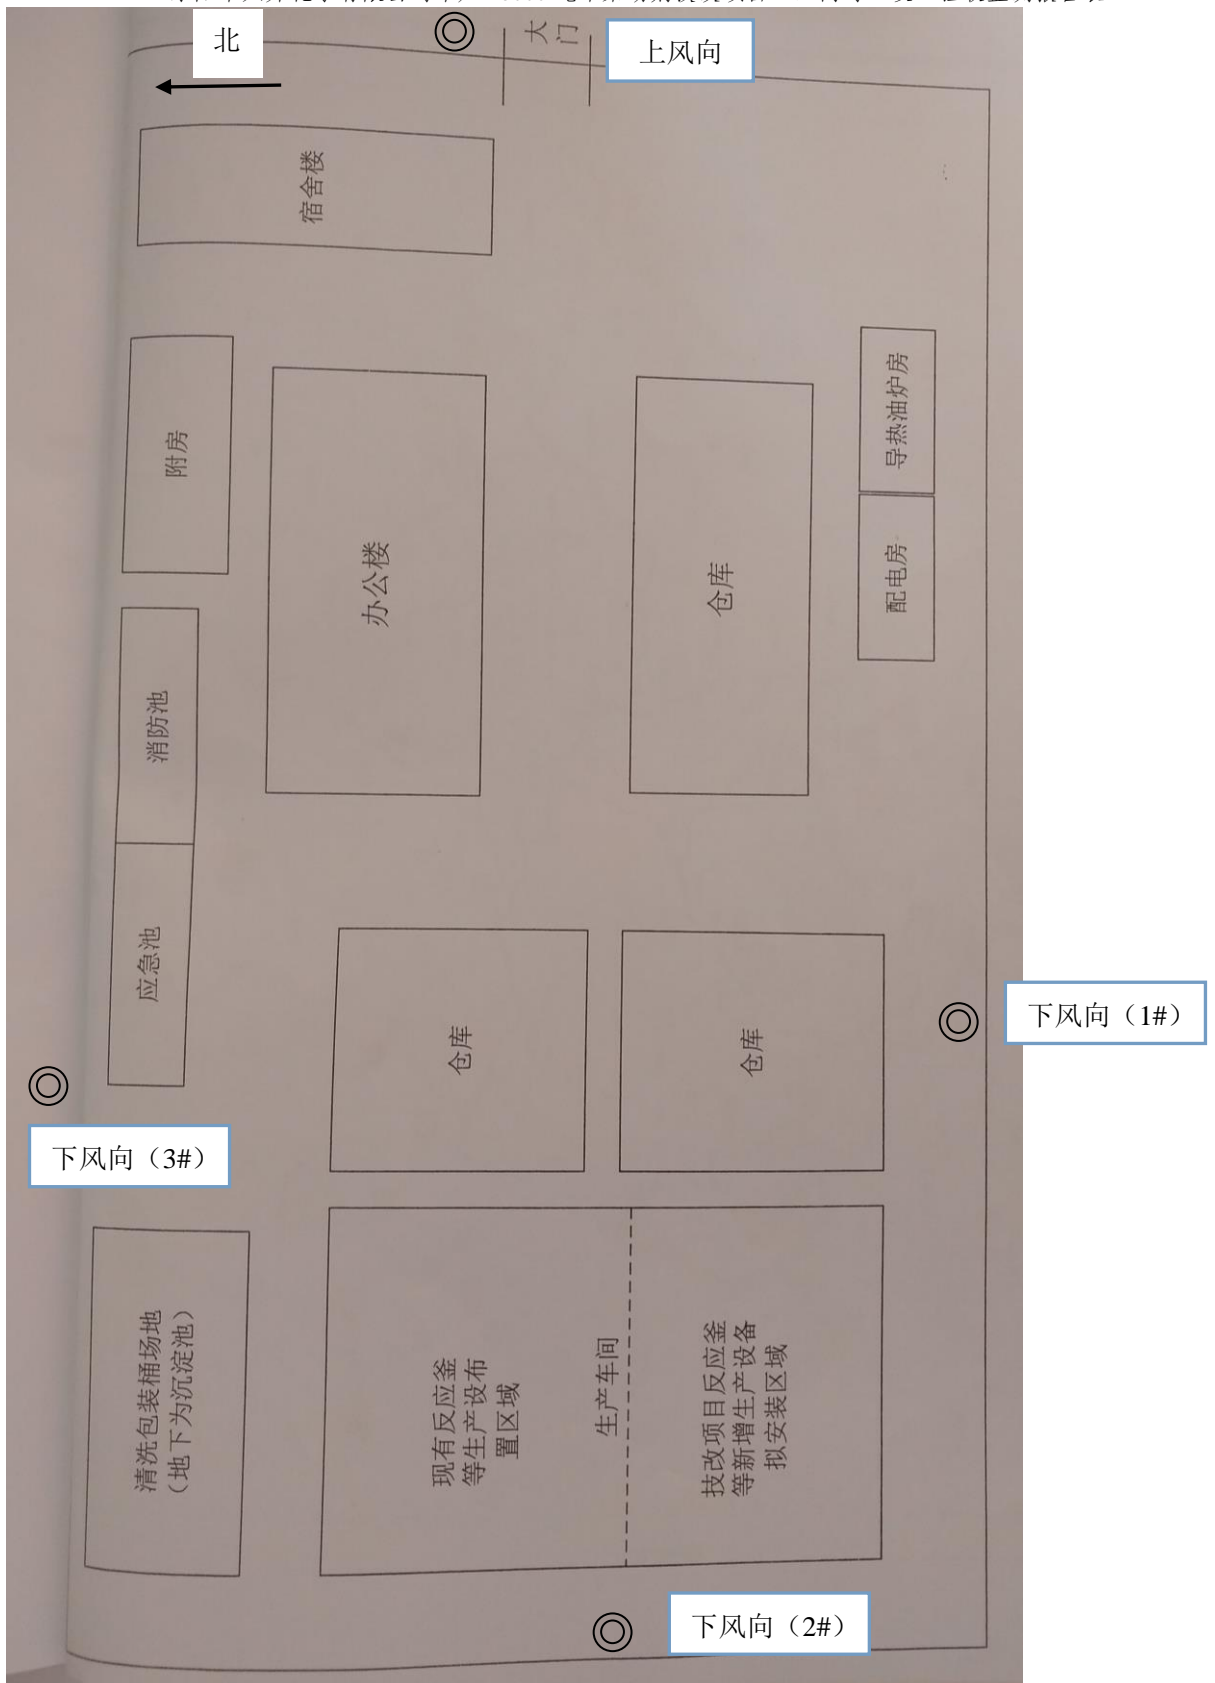 北
大门
上风向
宿舍楼
附房
导热油炉房
办公楼
仓库
配电房
消防池
应急池
仓库
仓库
下风向（1#）
下风向（3#）
清洗包装桶场地
（地下为沉淀池）
现有反应釜
等生产设布
置区域
生产车间
技改项目反应釜
等新增生产设备
拟安装区域
下风向（2#）